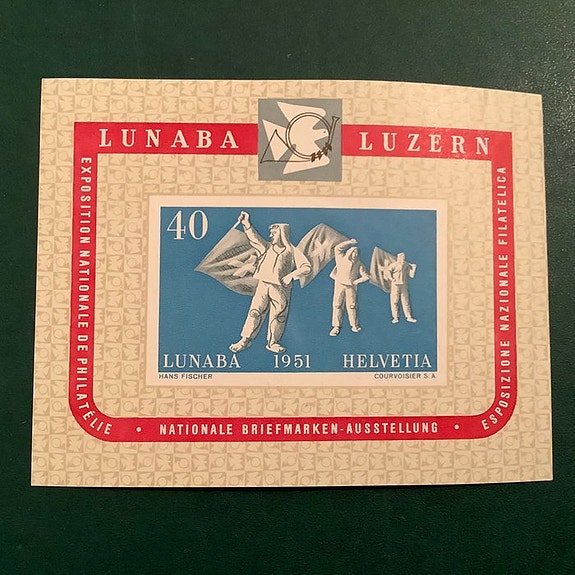 LUNABA LUZERN
EXPOSITION NATIONALE DE PHILATÉLIE
40
LUNABA 1951 HELVETIA
HANS FISCHER COURVOISIER S.A.
• NATIONALE BRIEFMARKEN-AUSSTELLUNG •
ESPOSIZIONE NAZIONALE FILATELICA